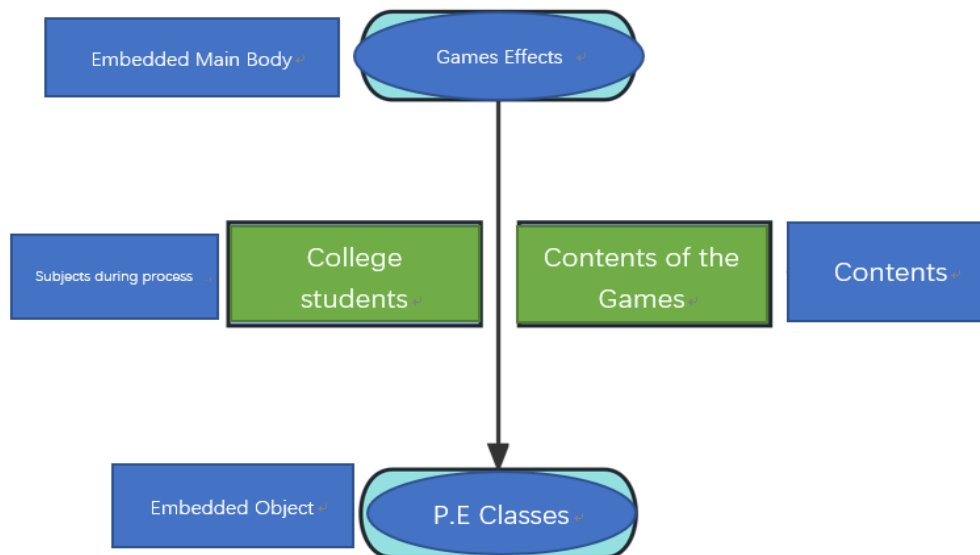 Embedded Main Body
Games Effects
Subjects during process
College
students
Contents of the
Games
Contents
Embedded Object
P.E Classes